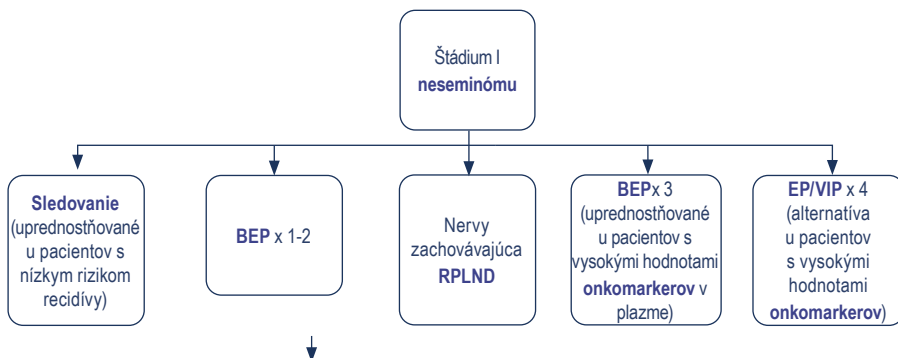 Štádium I
neseminómu
Sledovanie
(uprednostňované
u pacientov s
nízkym rizikom
recidívy)
BEP x 1-2
Nervy
zachovávajúca
RPLND
BEPx 3
(uprednostňované
u pacientov s
vysokými hodnotami
onkomarkerov v
plazme)
EP/VIP x 4
(alternatíva
u pacientov
s vysokými
hodnotami
onkomarkerov)